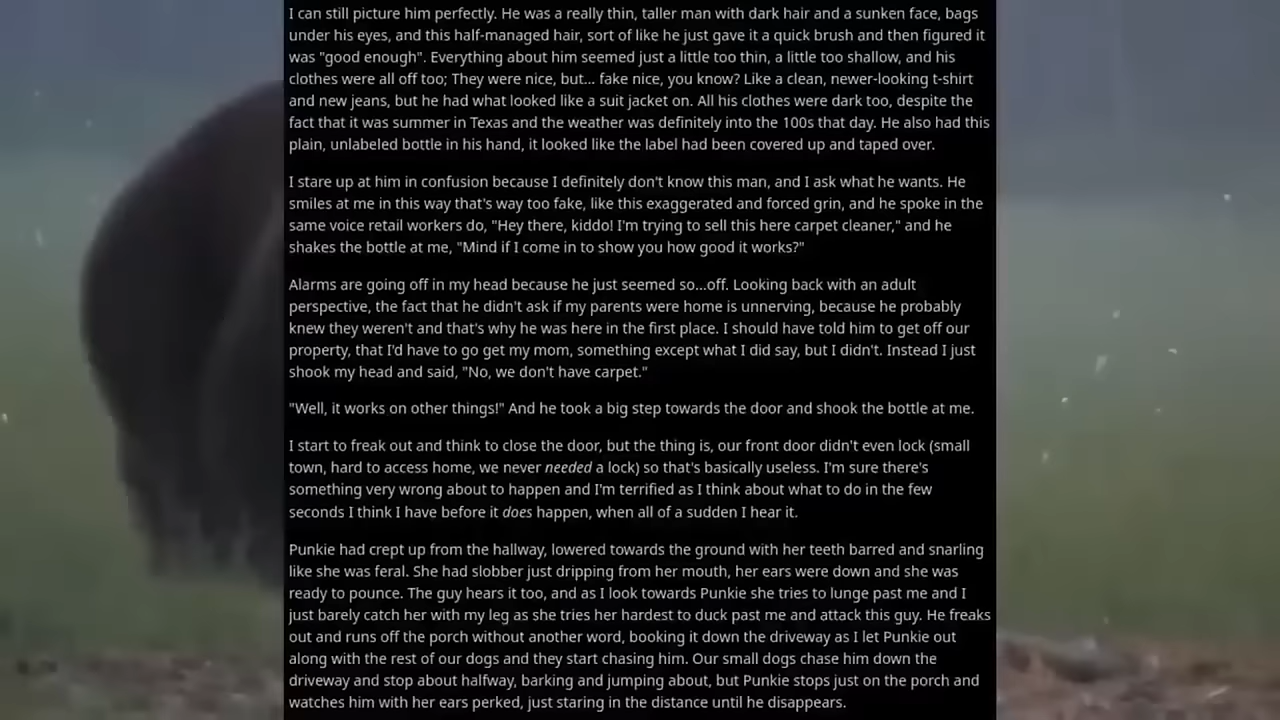 I can still picture him perfectly. He was a really thin, taller man with dark hair and a sunken face, bags
under his eyes, and this half-managed hair, sort of like he just gave it a quick brush and then figured it
was "good enough". Everything about him seemed just a little too thin, a little too shallow, and his
clothes were all off too; They were nice, but... fake nice, you know? Like a clean, newer-looking t-shirt
and new jeans, but he had what looked like a suit jacket on. All his clothes were dark too, despite the
fact that it was summer in Texas and the weather was definitely into the 100s that day. He also had this
plain, unlabeled bottle in his hand, it looked like the label had been covered up and taped over.
I stare up at him in confusion because I definitely don't know this man, and I ask what he wants. He
smiles at me in this way that's way too fake, like this exaggerated and forced grin, and he spoke in the
same voice retail workers do, "Hey there, kiddo! I'm trying to sell this here carpet cleaner," and he
shakes the bottle at me, "Mind if I come in to show you how good it works?"
Alarms are going off in my head because he just seemed so...off. Looking back with an adult
perspective, the fact that he didn't ask if my parents were home is unnerving, because he probably
knew they weren't and that's why he was here in the first place. I should have told him to get off our
property, that I'd have to go get my mom, something except what I did say, but I didn't. Instead I just
shook my head and said, "No, we don't have carpet."
"Well, it works on other things!" And he took a big step towards the door and shook the bottle at me.
I start to freak out and think to close the door, but the thing is, our front door didn't even lock (small
town, hard to access home, we never needed a lock) so that's basically useless. I'm sure there's
something very wrong about to happen and I'm terrified as I think about what to do in the few
seconds I think I have before it does happen, when all of a sudden I hear it.
Punkie had crept up from the hallway, lowered towards the ground with her teeth barred and snarling
like she was feral. She had slobber just dripping from her mouth, her ears were down and she was
ready to pounce. The guy hears it too, and as I look towards Punkie she tries to lunge past me and I
just barely catch her with my leg as she tries her hardest to duck past me and attack this guy. He freaks
out and runs off the porch without another word, booking it down the driveway as I let Punkie out
along with the rest of our dogs and they start chasing him. Our small dogs chase him down the
driveway and stop about halfway, barking and jumping about, but Punkie stops just on the porch and
watches him with her ears perked, just staring in the distance until he disappears.